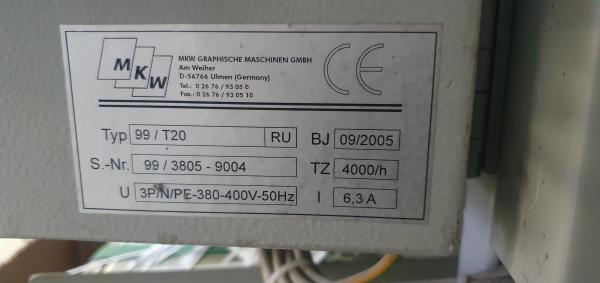 MKW
MKW GRAPHISCHE MASCHINEN GMBH
Am Weiher
D-56766 Ulmen (Germany)
Tel.: 0 26 76 / 93 05 0
Fax.: 0 26 76 / 93 05 10
CE
Typ 99 / T20 RU BJ 09/2005
S.-Nr. 99 / 3805 - 9004 TZ 4000/h
U 3P/N/PE-380-400V-50Hz I 6,3 A